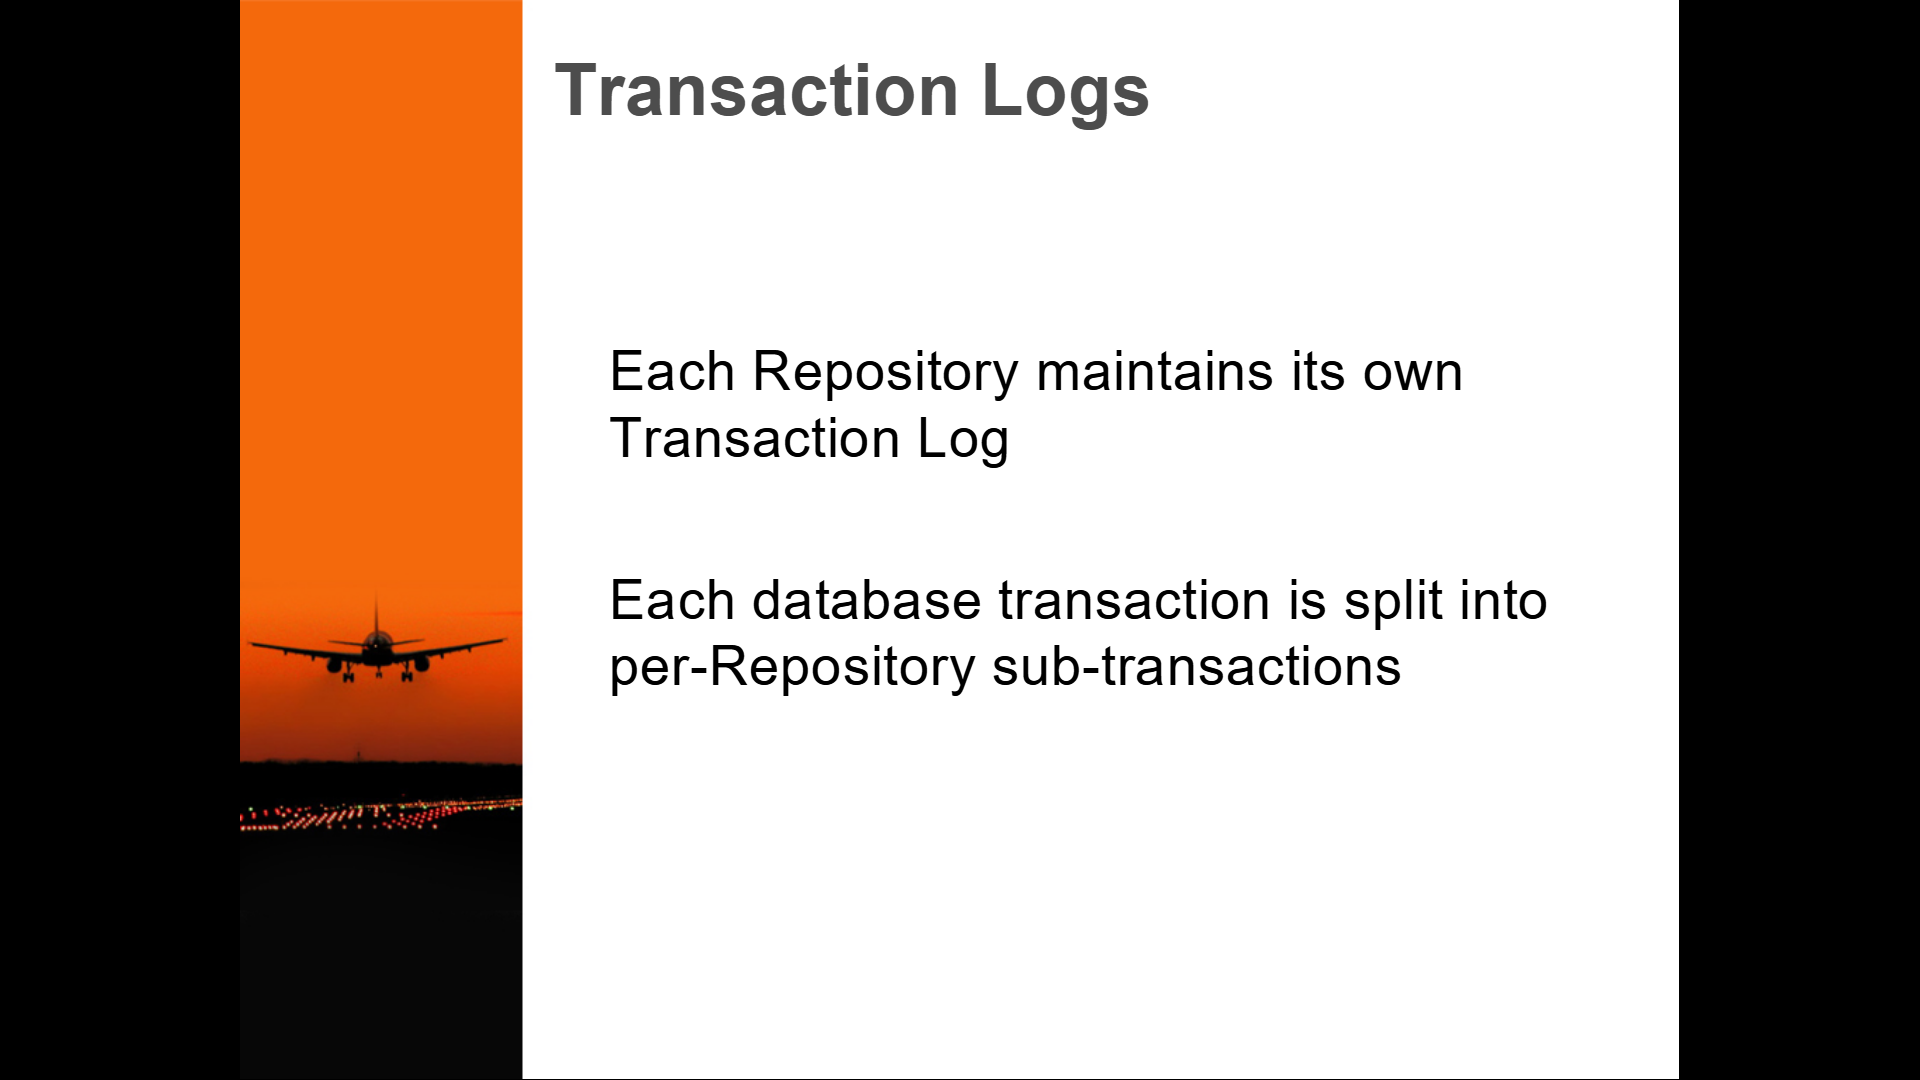 Transaction Logs
Each Repository maintains its own
Transaction Log
Each database transaction is split into
per-Repository sub-transactions